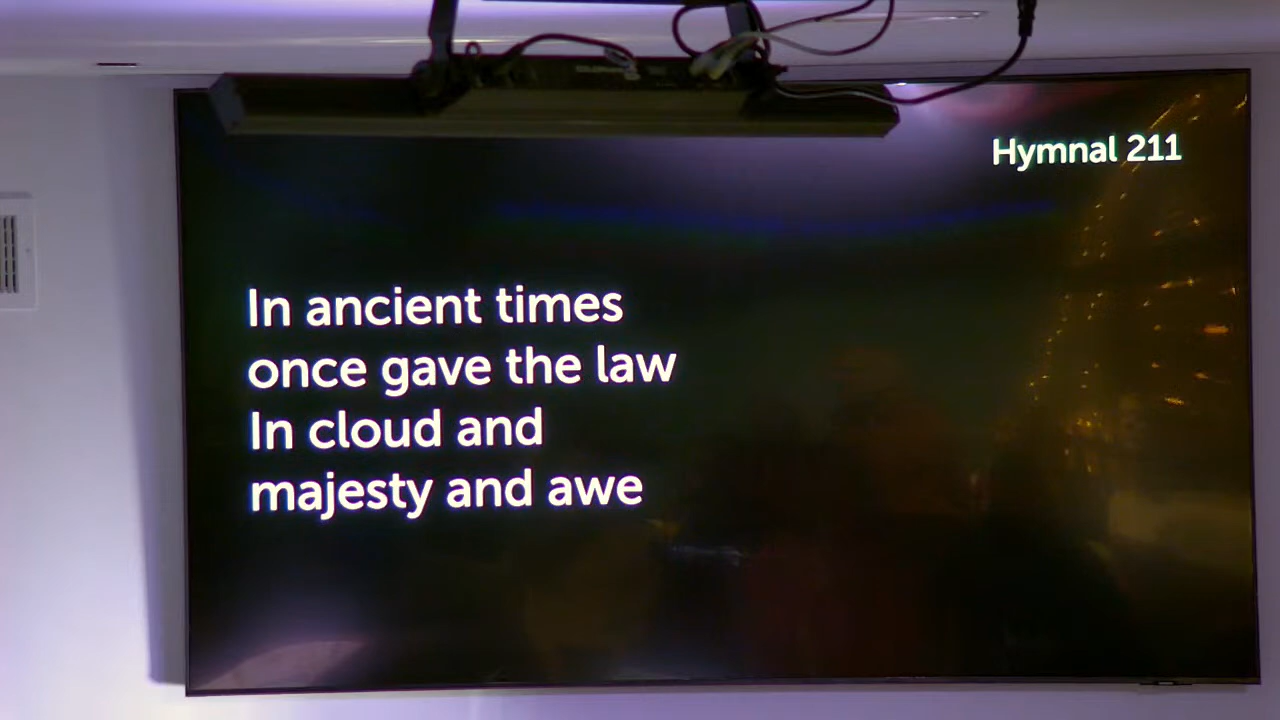 Hymnal 211
In ancient times
once gave the law
In cloud and
majesty and awe